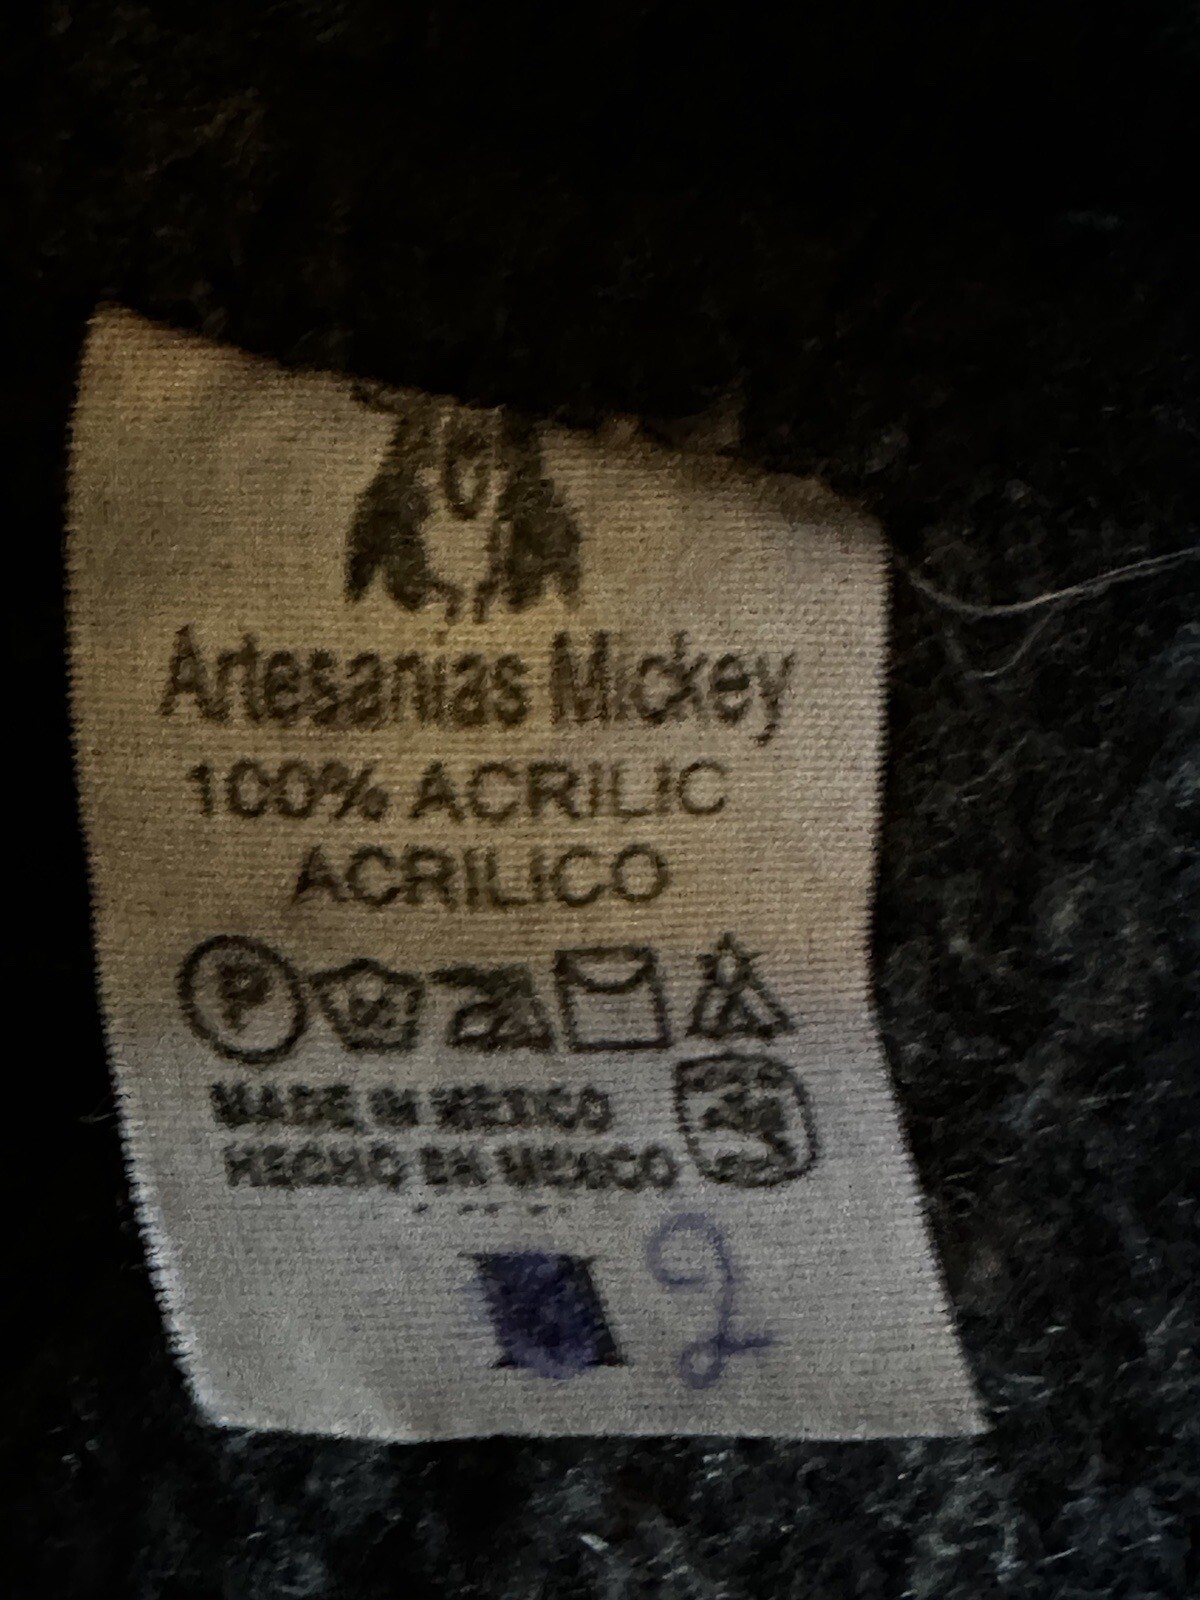 Artesanias Mickey
100% ACRILIC
ACRILICO
P
MADE IN MEXICO
HECHO EN MEXICO
2